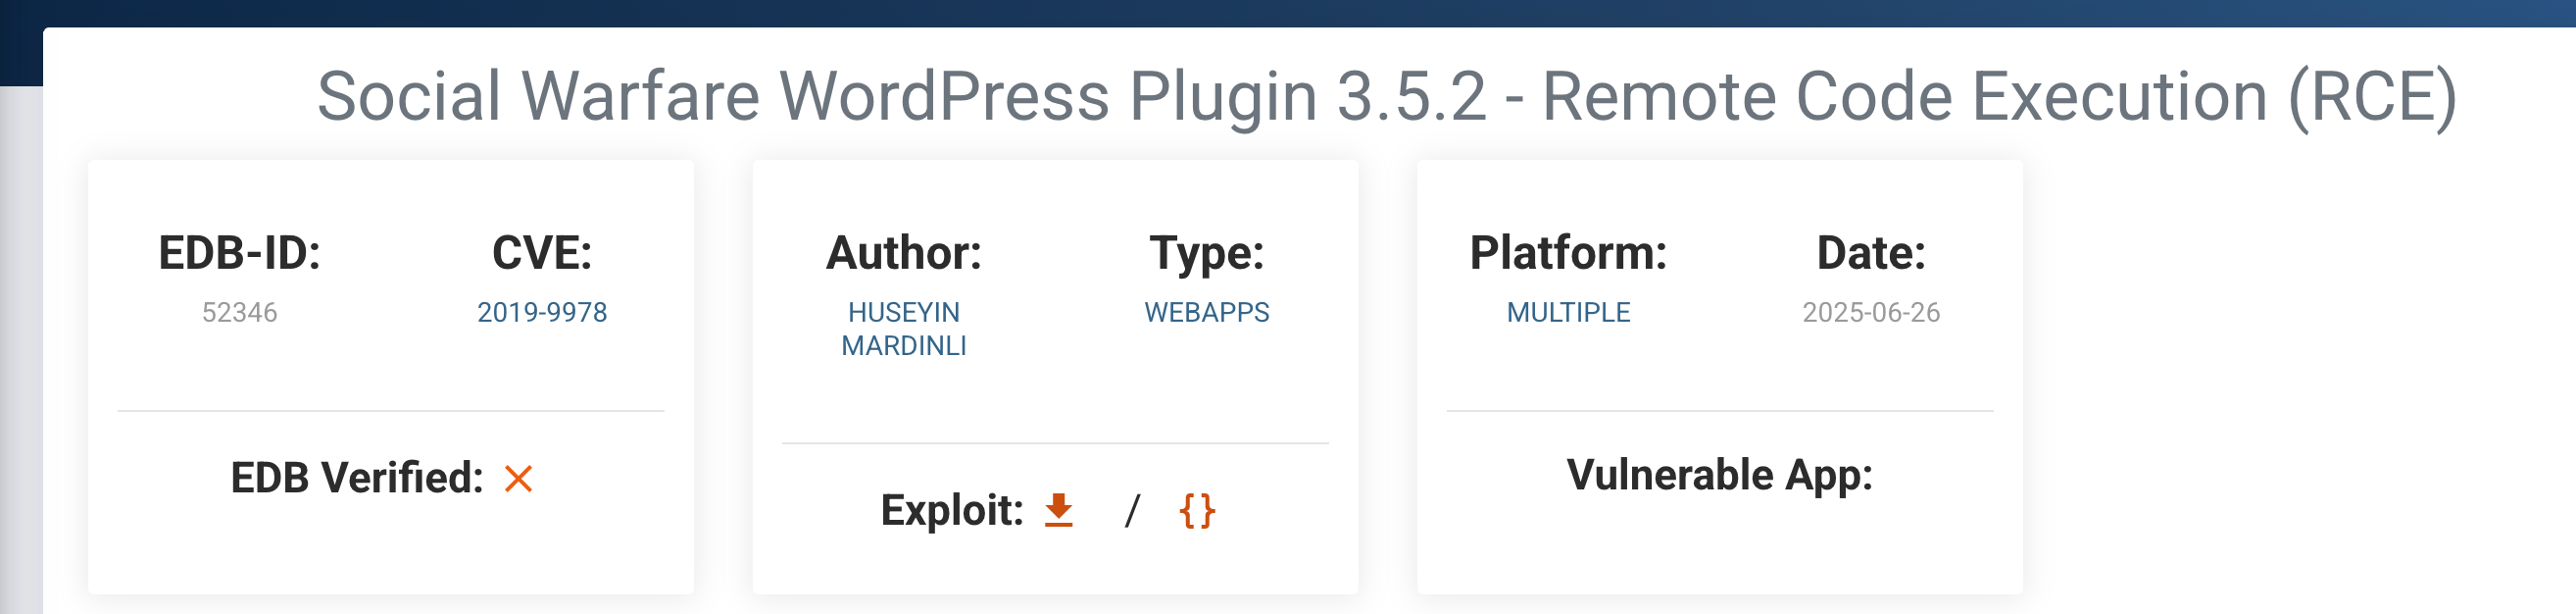 Social Warfare WordPress Plugin 3.5.2 - Remote Code Execution (RCE)
EDB-ID:
52346
CVE:
2019-9978
EDB Verified:
Author:
HUSEYIN
MARDINLI
Type:
WEBAPPS
Exploit: / {}
Platform:
MULTIPLE
Date:
2025-06-26
Vulnerable App: